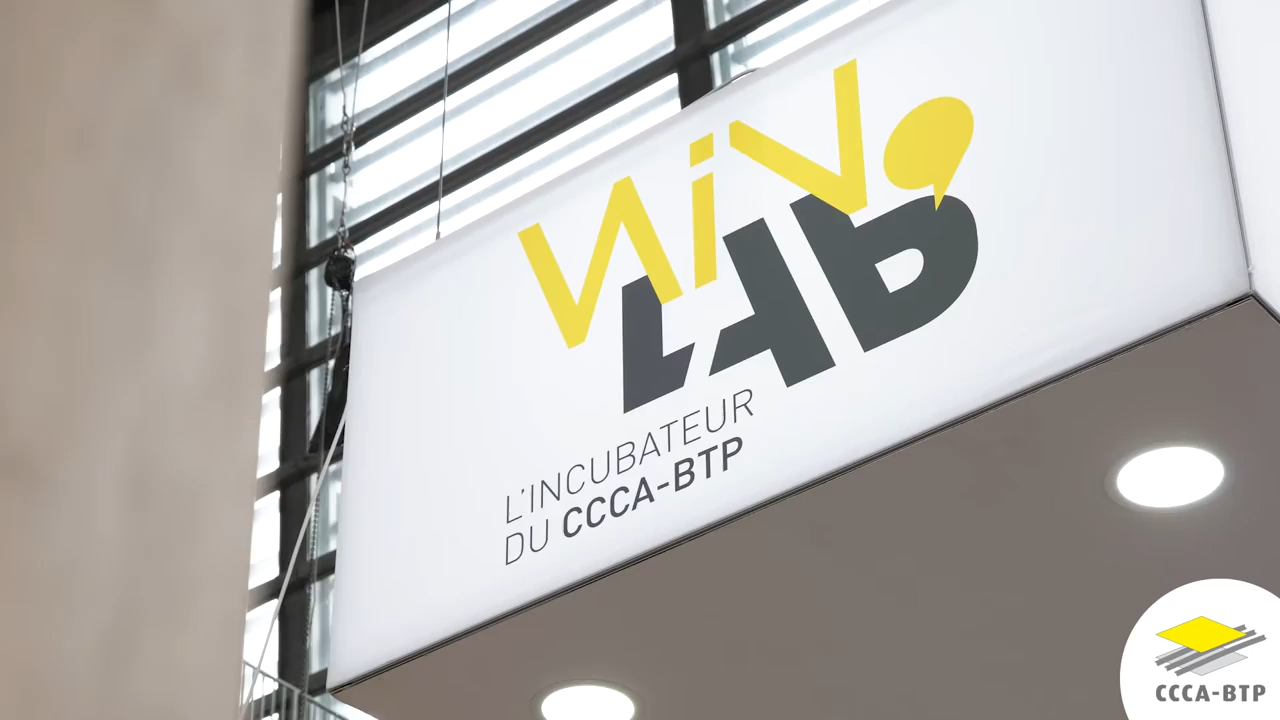 WiN'
LAB
L'INCUBATEUR
DU CCCA-BTP
CCCA-BTP